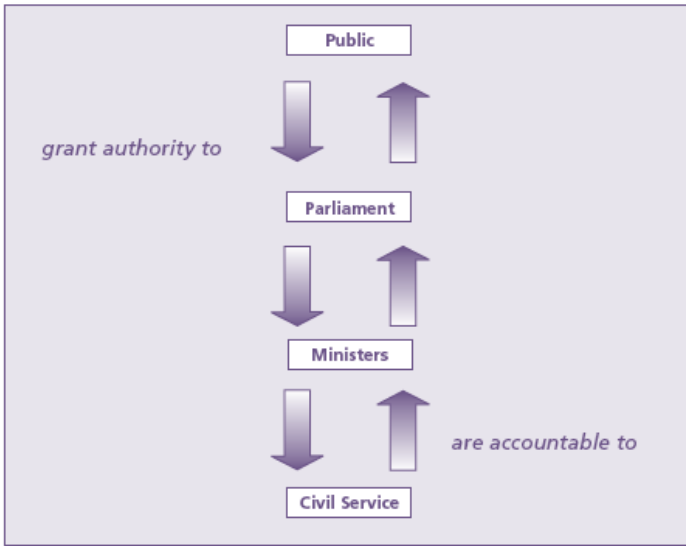 Public
grant authority to
Parliament
Ministers
are accountable to
Civil Service